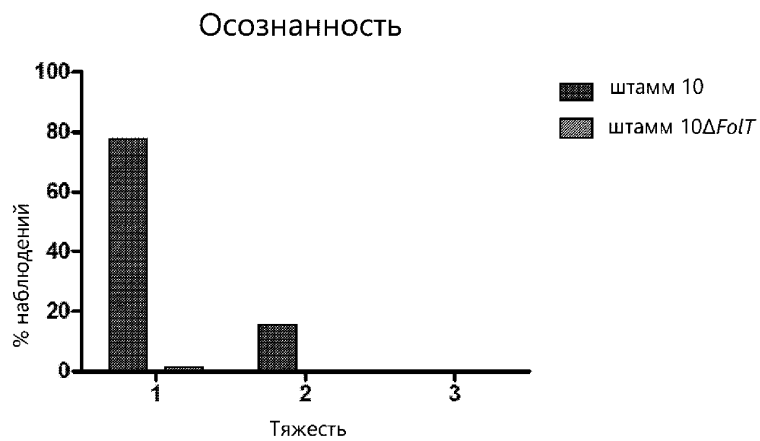 Осознанность
100
80
60
40
20
0
% наблюдений
1 2 3
Тяжесть
штамм 10
штамм 10ΔFolT